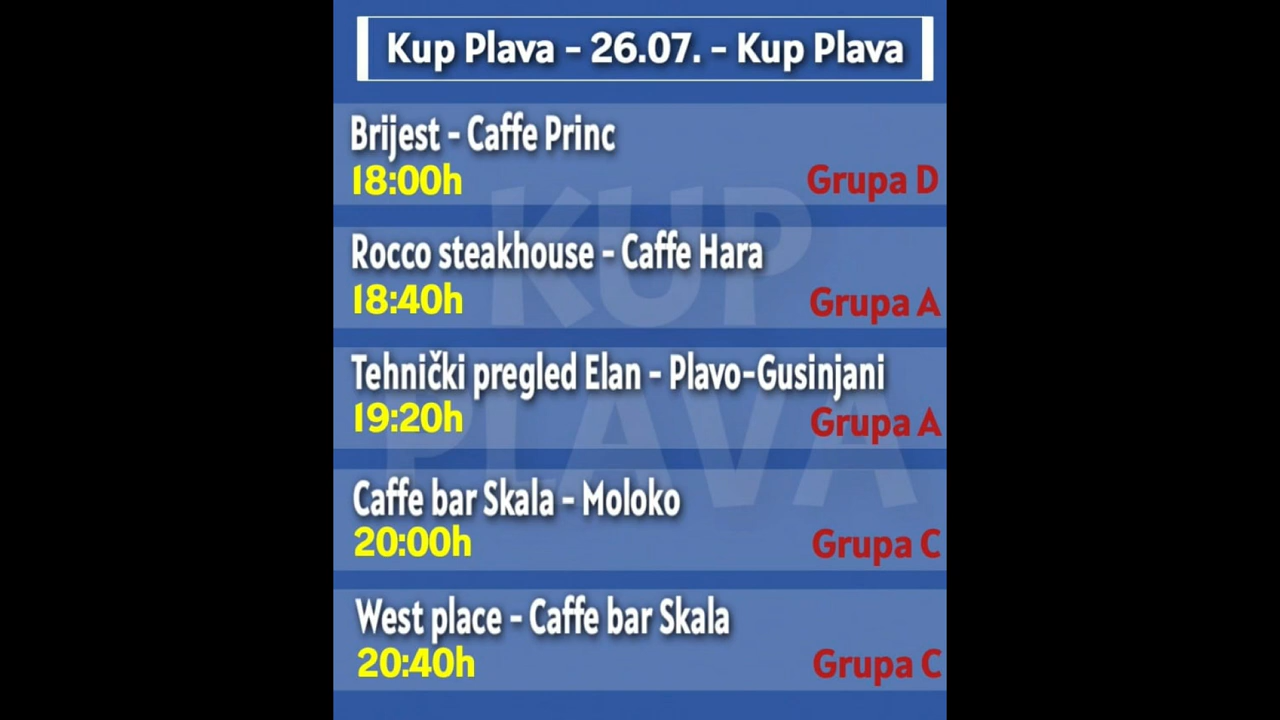 Kup Plava - 26.07. - Kup Plava
Brijest - Caffe Princ
18:00h Grupa D
Rocco steakhouse - Caffe Hara
18:40h Grupa A
Tehnički pregled Elan - Plavo-Gusinjani
19:20h Grupa A
Caffe bar Skala - Moloko
20:00h Grupa C
West place - Caffe bar Skala
20:40h Grupa C
KUP
PLAVA